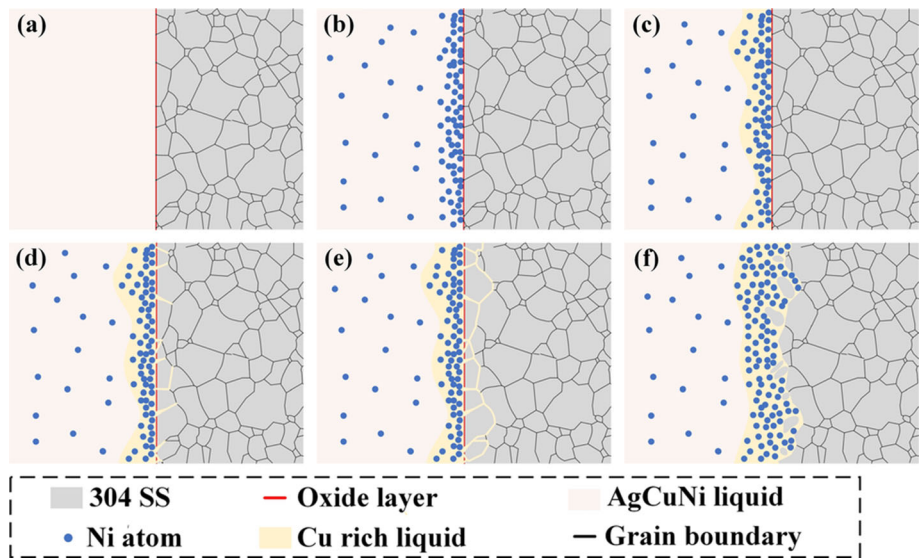 (a) (b) (c)
(d) (e) (f)
304 SS Oxide layer AgCuNi liquid
Ni atom Cu rich liquid Grain boundary